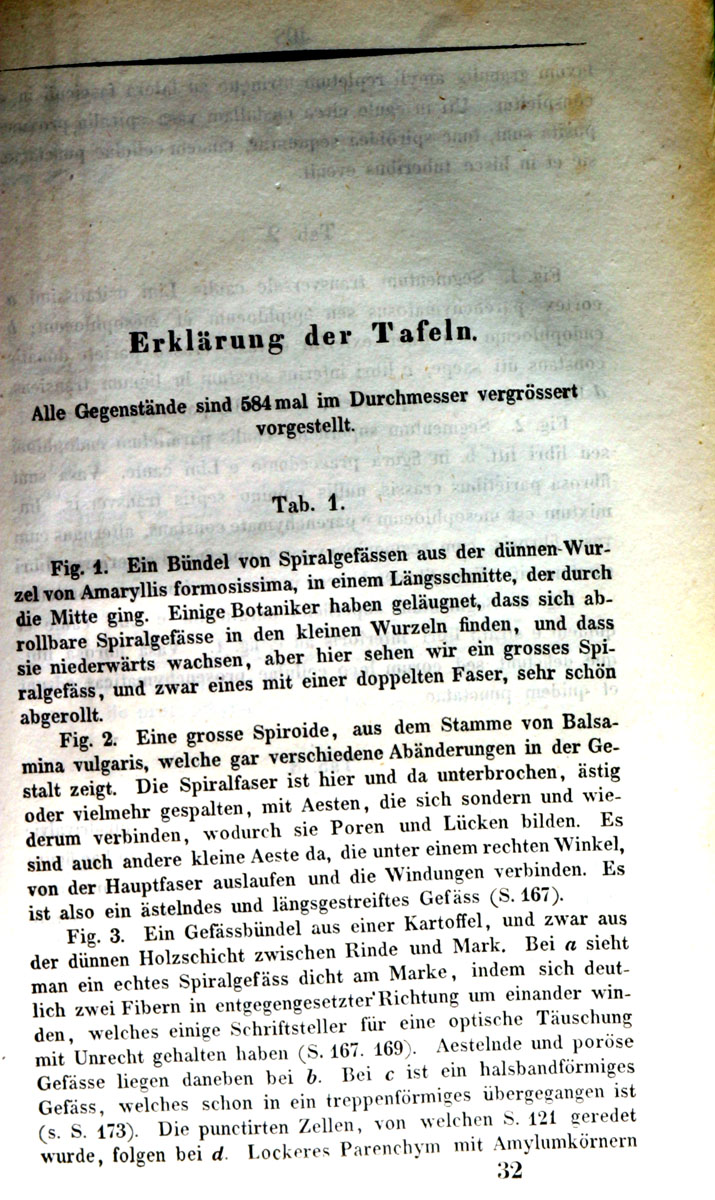 Erklärung der Tafeln.
Alle Gegenstände sind 584mal im Durchmesser vergrössert
vorgestellt.
Tab. 1.
Fig. 1. Ein Bündel von Spiralgefässen aus der dünnen Wur-
zel von Amaryllis formosissima, in einem Längsschnitte, der durch
die Mitte ging. Einige Botaniker haben geläugnet, dass sich ab-
rollbare Spiralgefässe in den kleinen Wurzeln finden, und dass
sie niederwärts wachsen, aber hier sehen wir ein grosses Spi-
ralgefäss, und zwar eines mit einer doppelten Faser, sehr schön
abgerollt.
Fig. 2. Eine grosse Spiroide, aus dem Stamme von Balsa-
mina vulgaris, welche gar verschiedene Abänderungen in der Ge-
stalt zeigt. Die Spiralfaser ist hier und da unterbrochen, ästig
oder vielmehr gespalten, mit Aesten, die sich sondern und wie-
derum verbinden, wodurch sie Poren und Lücken bilden. Es
sind auch andere kleine Aeste da, die unter einem rechten Winkel,
von der Hauptfaser auslaufen und die Windungen verbinden. Es
ist also ein ästelndes und längsgestreiftes Gefäss (S. 167).
Fig. 3. Ein Gefässbündel aus einer Kartoffel, und zwar aus
der dünnen Holzschicht zwischen Rinde und Mark. Bei a sieht
man ein echtes Spiralgefäss dicht am Marke, indem sich deut-
lich zwei Fibern in entgegengesetzter Richtung um einander win-
den, welches einige Schriftsteller für eine optische Täuschung
mit Unrecht gehalten haben (S. 167. 169). Aestelnde und poröse
Gefässe liegen daneben bei b. Bei c ist ein halsbandförmiges
Gefäss, welches schon in ein treppenförmiges übergegangen ist
(s. S. 173). Die punctirten Zellen, von welchen S. 121 geredet
wurde, folgen bei d. Lockeres Parenchym mit Amylumkörnern
32